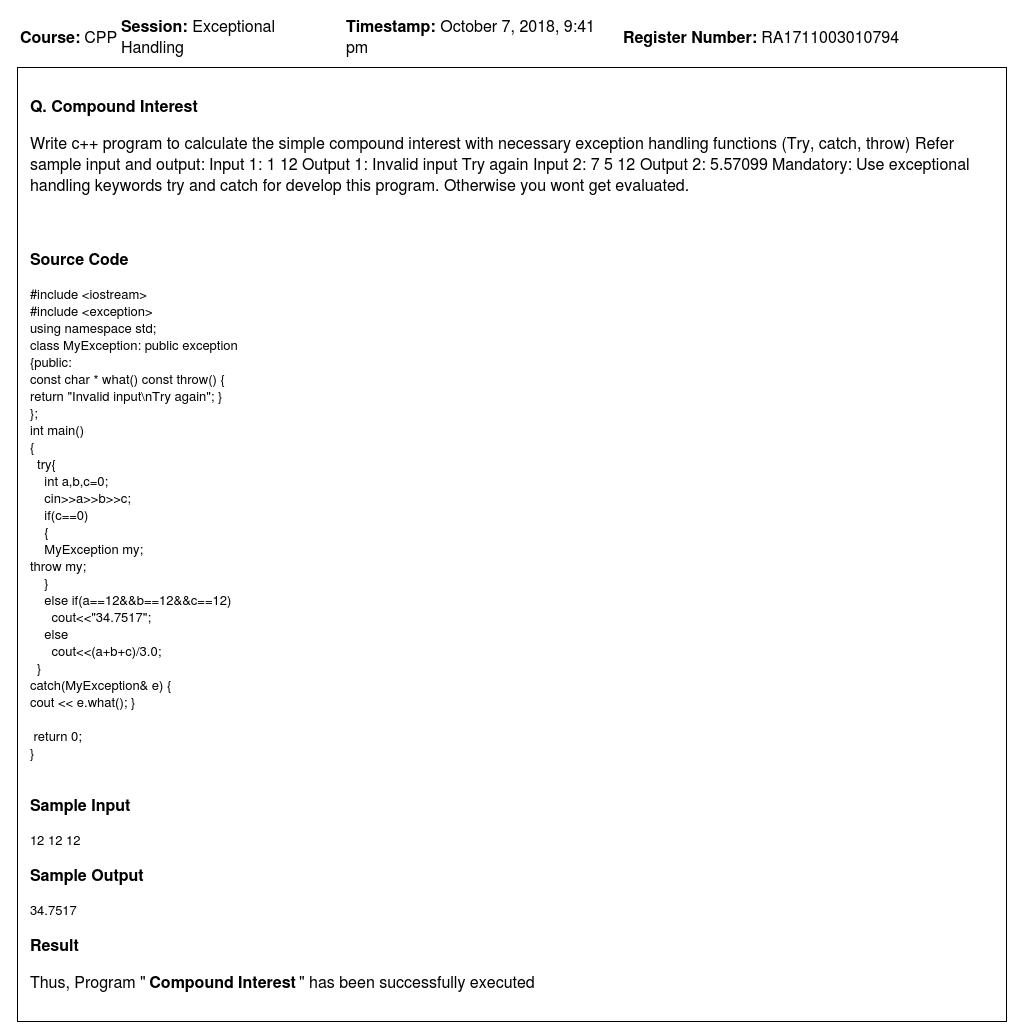 Course: CPP Session: Exceptional Handling Timestamp: October 7, 2018, 9:41 pm Register Number: RA1711003010794
Q. Compound Interest
Write c++ program to calculate the simple compound interest with necessary exception handling functions (Try, catch, throw) Refer
sample input and output: Input 1: 1 12 Output 1: Invalid input Try again Input 2: 7 5 12 Output 2: 5.57099 Mandatory: Use exceptional
handling keywords try and catch for develop this program. Otherwise you wont get evaluated.
Source Code
#include <iostream>
#include <exception>
using namespace std;
class MyException: public exception
{public:
const char * what() const throw() {
return "Invalid input\nTry again"; }
};
int main()
{
try{
int a,b,c=0;
cin>>a>>b>>c;
if(c==0)
{
MyException my;
throw my;
}
else if(a==12&&b==12&&c==12)
cout<<"34.7517";
else
cout<<(a+b+c)/3.0;
}
catch(MyException& e) {
cout << e.what(); }
return 0;
}
Sample Input
12 12 12
Sample Output
34.7517
Result
Thus, Program " Compound Interest " has been successfully executed